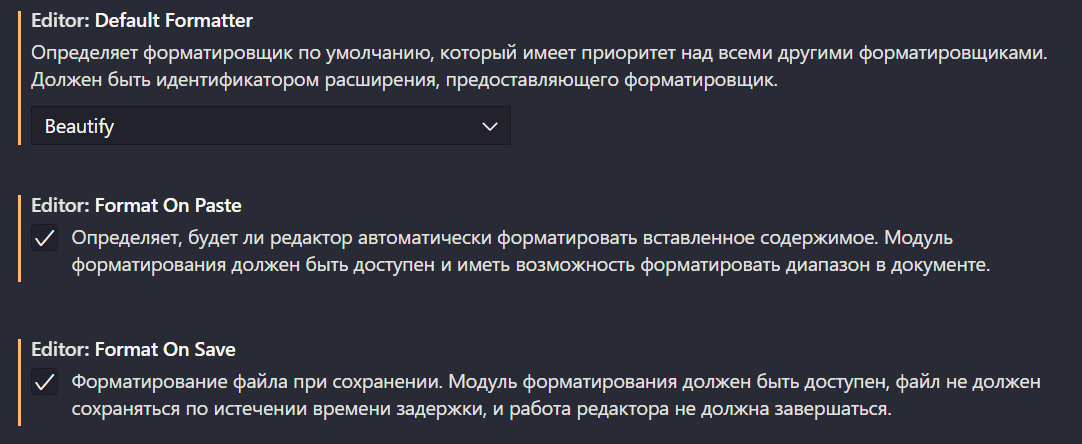 Editor: Default Formatter
Определяет форматировщик по умолчанию, который имеет приоритет над всеми другими форматировщиками.
Должен быть идентификатором расширения, предоставляющего форматировщик.
Beautify
Editor: Format On Paste
Определяет, будет ли редактор автоматически форматировать вставленное содержимое. Модуль
форматирования должен быть доступен и иметь возможность форматировать диапазон в документе.
Editor: Format On Save
Форматирование файла при сохранении. Модуль форматирования должен быть доступен, файл не должен
сохраняться по истечении времени задержки, и работа редактора не должна завершаться.